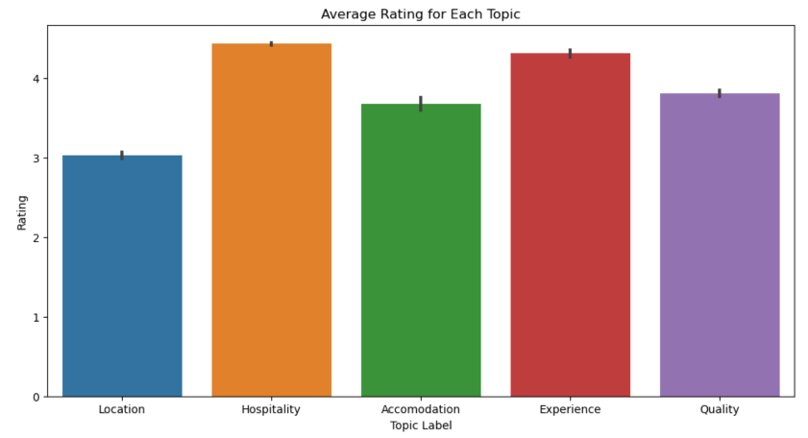 Average Rating for Each Topic
Rating
4
3
2
1
0
Location Hospitality Accomodation Experience Quality
Topic Label